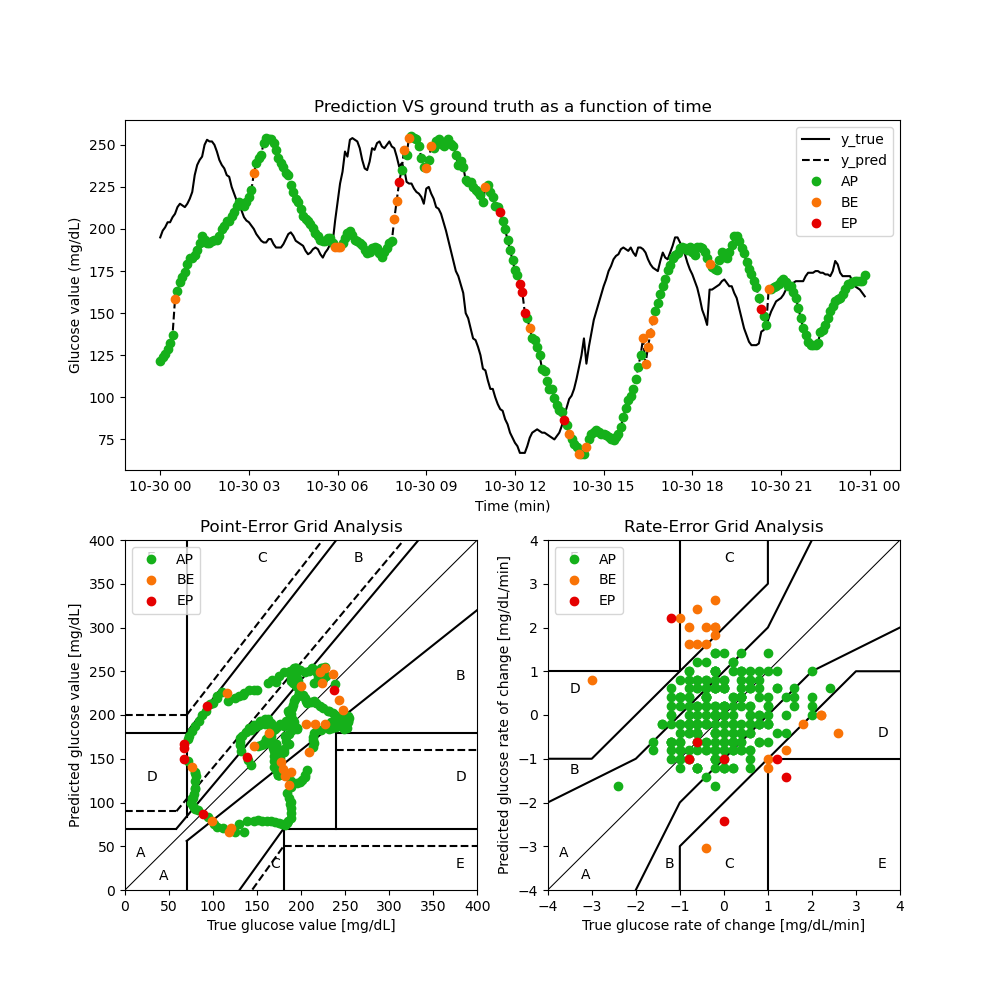 Prediction VS ground truth as a function of time
Glucose value (mg/dL)
250
225
200
175
150
125
100
75
y_true
y_pred
AP
BE
EP
10-30 00 10-30 03 10-30 06 10-30 09 10-30 12 10-30 15 10-30 18 10-30 21 10-31 00
Time (min)
Point-Error Grid Analysis
Predicted glucose value [mg/dL]
400
350
300
250
200
150
100
50
0
AP
BE
EP
C B
B
D D
A
A C E
0 50 100 150 200 250 300 350 400
True glucose value [mg/dL]
Rate-Error Grid Analysis
Predicted glucose rate of change [mg/dL/min]
4
3
2
1
0
−1
−2
−3
−4
AP
BE
EP
C
D
D
B
A
A B C E
−4 −3 −2 −1 0 1 2 3 4
True glucose rate of change [mg/dL/min]